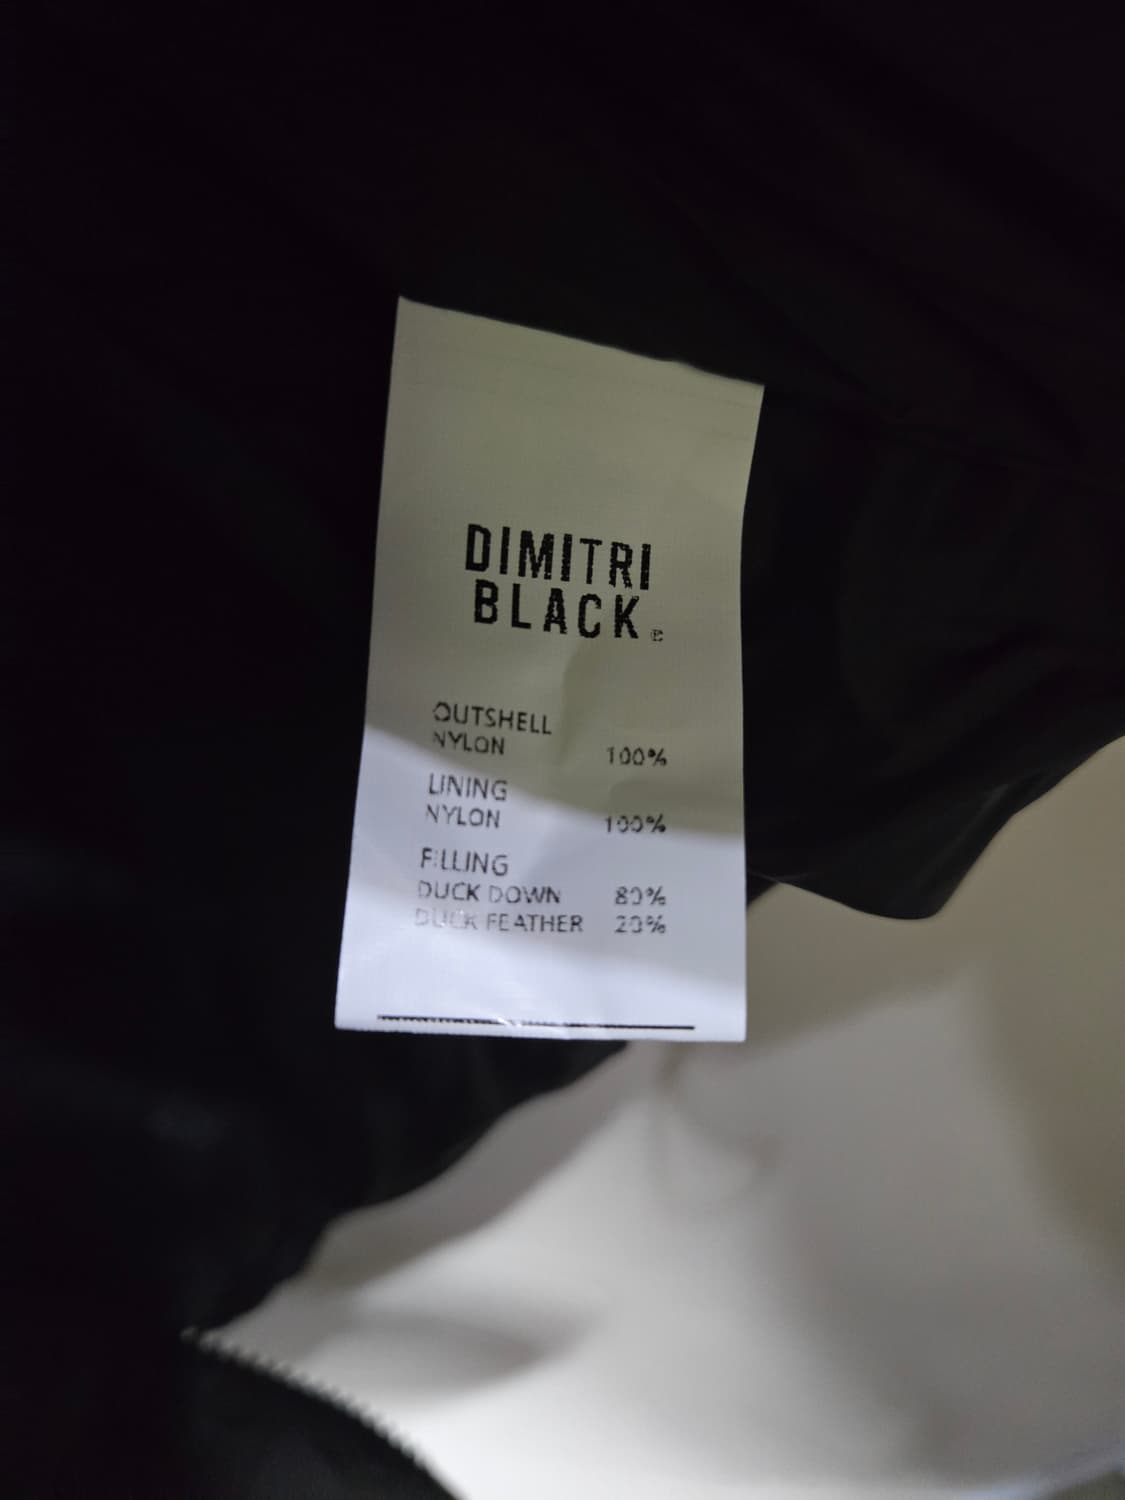 DIMITRI
BLACK®
OUTSHELL
NYLON 100%
LINING
NYLON 100%
FILLING
DUCK DOWN 80%
DUCK FEATHER 20%